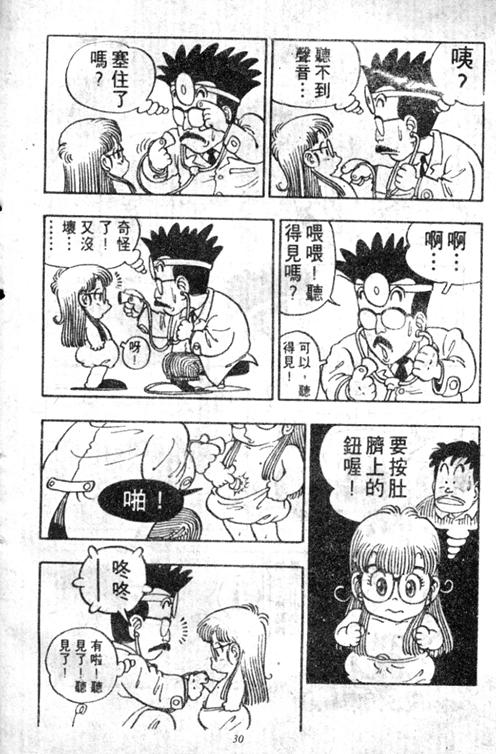 咦？
聽不到
聲音…
塞住了
嗎？
啊…
啊…
喂喂！聽
得見嗎？
可以，聽
得見！
奇怪
了！
又沒
壞…
……
呀！
要按肚
臍上的
鈕喔！
啪！
咚咚
有啦！聽
見了！聽
見了！
30